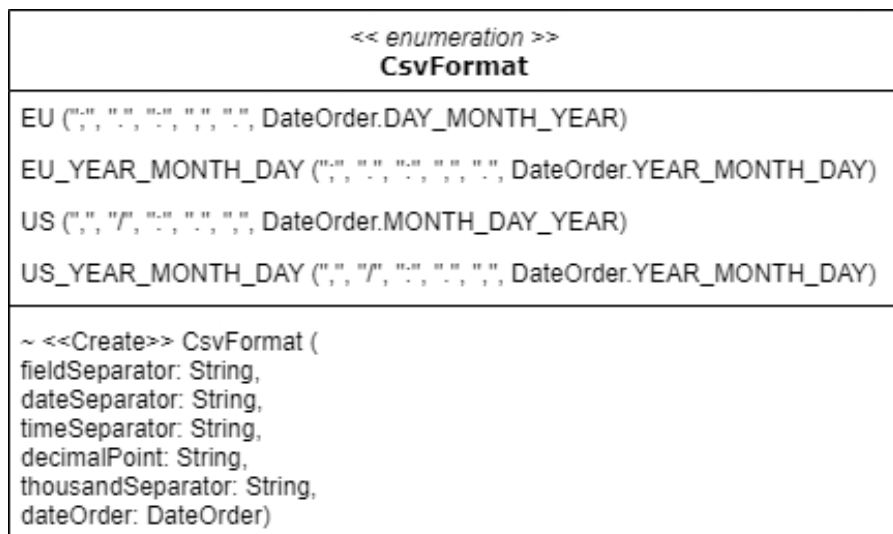 << enumeration >>
CsvFormat
EU (";", ".", ":", ",", ".", DateOrder.DAY_MONTH_YEAR)
EU_YEAR_MONTH_DAY (";", ".", ":", ",", ".", DateOrder.YEAR_MONTH_DAY)
US (",", "/", ":", ".", ",", DateOrder.MONTH_DAY_YEAR)
US_YEAR_MONTH_DAY (",", "/", ":", ".", ",", DateOrder.YEAR_MONTH_DAY)
~ <<Create>> CsvFormat (
fieldSeparator: String,
dateSeparator: String,
timeSeparator: String,
decimalPoint: String,
thousandSeparator: String,
dateOrder: DateOrder)